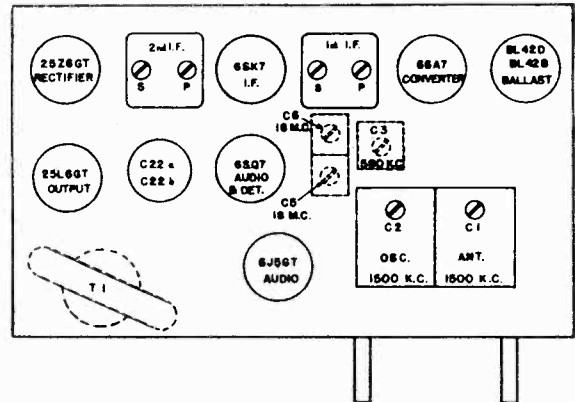 25Z6GT
RECTIFIER
2nd I.F.
S P
6SK7
I.F.
1st I.F.
S P
6SA7
CONVERTER
BL42D
BL42B
BALLAST
C6
18 M.C.
C3
580 K.C.
25L6GT
OUTPUT
C22 a
C22 b
6SQ7
AUDIO
& DET.
C5
18 M.C.
C2
OSC.
1500 K.C.
C1
ANT.
1500 K.C.
6J5GT
AUDIO
T1